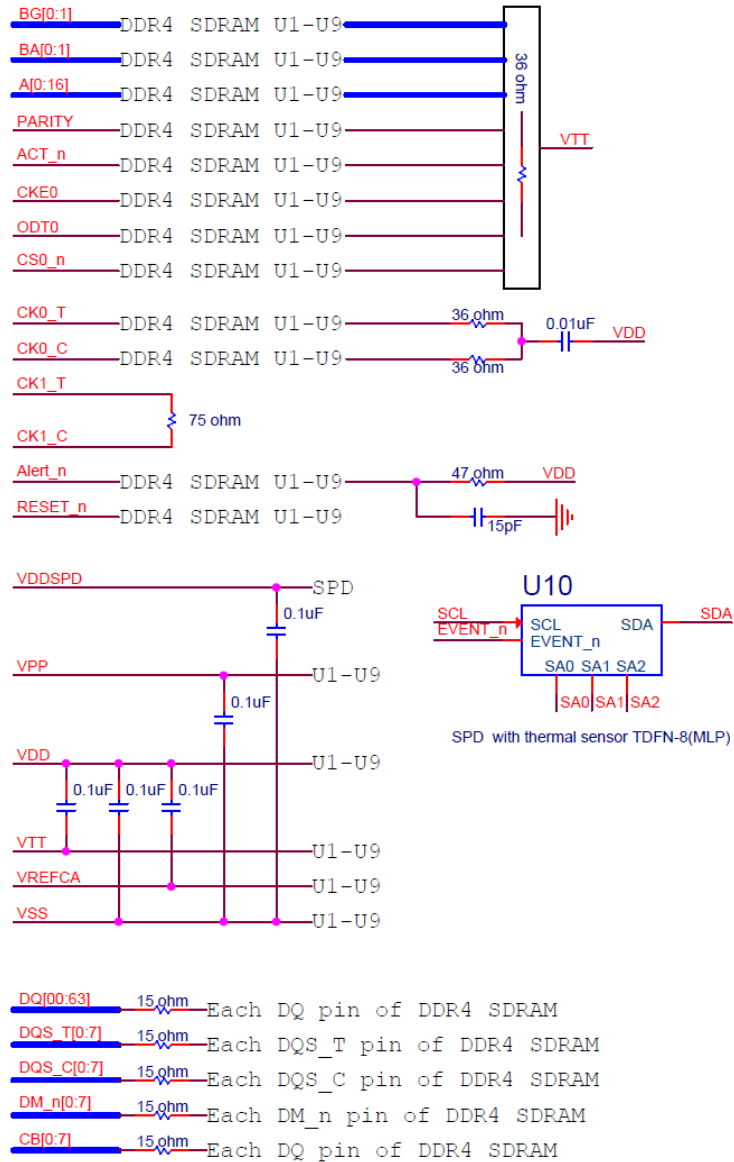 BG[0:1] DDR4 SDRAM U1-U9
BA[0:1] DDR4 SDRAM U1-U9
A[0:16] DDR4 SDRAM U1-U9
36 ohm
PARITY DDR4 SDRAM U1-U9
VTT
ACT_n DDR4 SDRAM U1-U9
CKE0 DDR4 SDRAM U1-U9
ODT0 DDR4 SDRAM U1-U9
CS0_n DDR4 SDRAM U1-U9
CK0_T DDR4 SDRAM U1-U9 36 ohm 0.01uF VDD
CK0_C DDR4 SDRAM U1-U9 36 ohm
CK1_T
75 ohm
CK1_C
Alert_n DDR4 SDRAM U1-U9 47 ohm VDD
RESET_n DDR4 SDRAM U1-U9 15pF
VDDSPD SPD
0.1uF
VPP U1-U9
0.1uF
VDD U1-U9
0.1uF 0.1uF 0.1uF
VTT U1-U9
VREFCA U1-U9
VSS U1-U9
U10
SCL SCL SDA SDA
EVENT_n EVENT_n
SA0 SA1 SA2
SA0 SA1 SA2
SPD with thermal sensor TDFN-8(MLP)
DQ[00:63] 15 ohm Each DQ pin of DDR4 SDRAM
DQS_T[0:7] 15 ohm Each DQS_T pin of DDR4 SDRAM
DQS_C[0:7] 15 ohm Each DQS_C pin of DDR4 SDRAM
DM_n[0:7] 15 ohm Each DM_n pin of DDR4 SDRAM
CB[0:7] 15 ohm Each DQ pin of DDR4 SDRAM